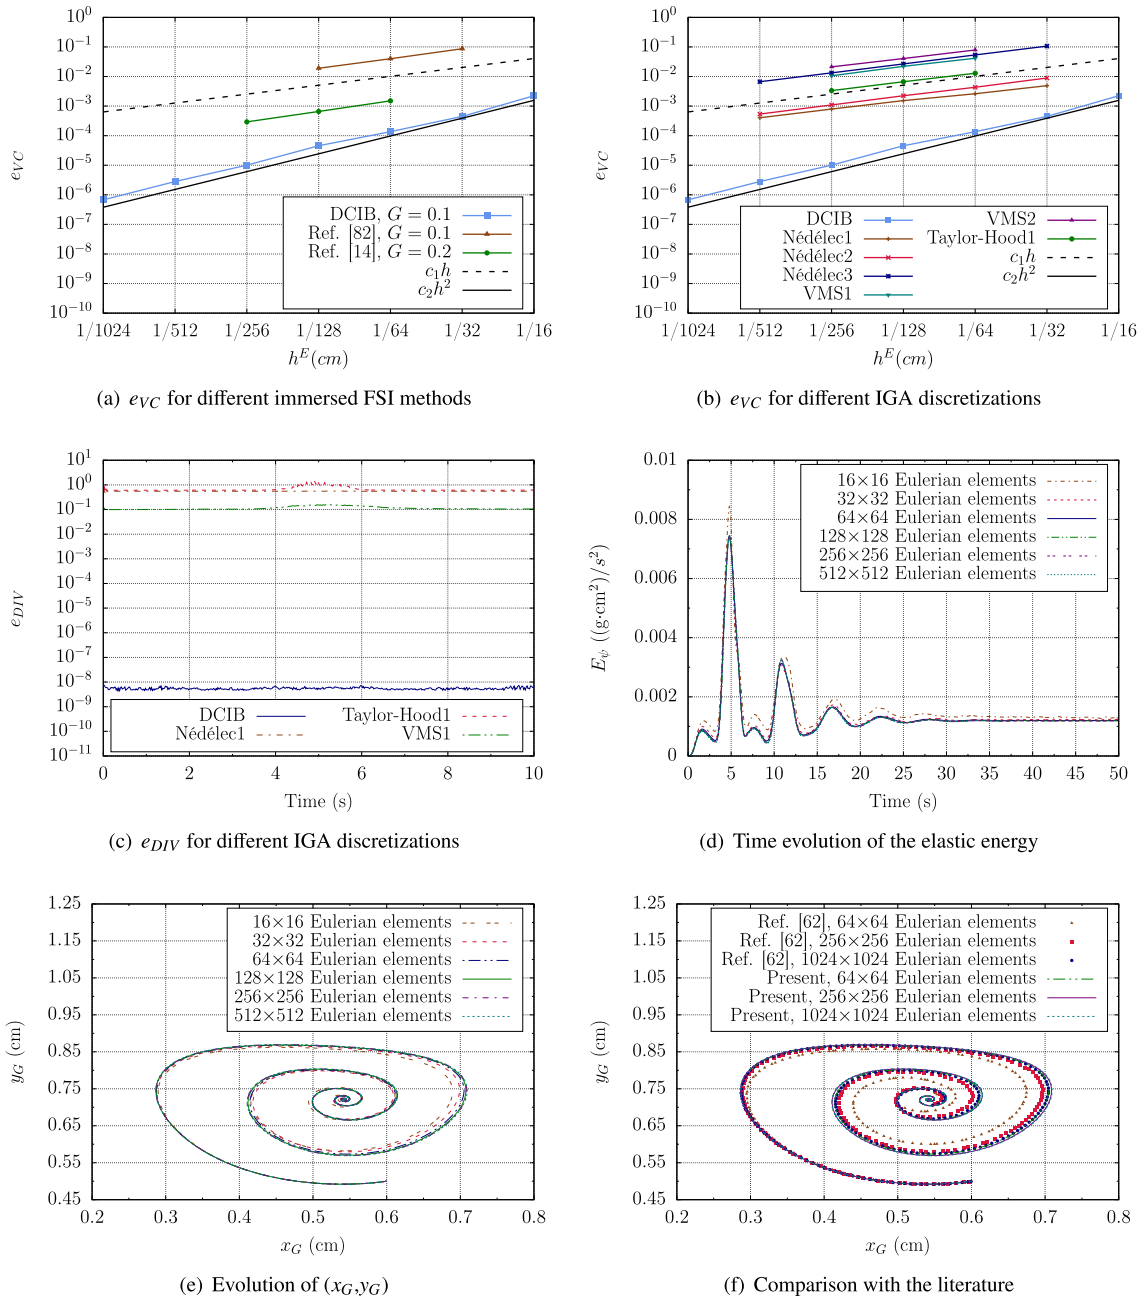 10⁰
10⁻¹
10⁻²
10⁻³
10⁻⁴
10⁻⁵
10⁻⁶
10⁻⁷
10⁻⁸
10⁻⁹
10⁻¹⁰
e_VC
DCIB, G = 0.1
Ref. [82], G = 0.1
Ref. [14], G = 0.2
c₁h
c₂h²
1/1024 1/512 1/256 1/128 1/64 1/32 1/16
h^E(cm)
(a) e_VC for different immersed FSI methods
10⁰
10⁻¹
10⁻²
10⁻³
10⁻⁴
10⁻⁵
10⁻⁶
10⁻⁷
10⁻⁸
10⁻⁹
10⁻¹⁰
e_VC
DCIB
Nédélec1
Nédélec2
Nédélec3
VMS1
VMS2
Taylor-Hood1
c₁h
c₂h²
1/1024 1/512 1/256 1/128 1/64 1/32 1/16
h^E(cm)
(b) e_VC for different IGA discretizations
10¹
10⁰
10⁻¹
10⁻²
10⁻³
10⁻⁴
10⁻⁵
10⁻⁶
10⁻⁷
10⁻⁸
10⁻⁹
10⁻¹⁰
10⁻¹¹
e_DIV
DCIB
Nédélec1
Taylor-Hood1
VMS1
0 2 4 6 8 10
Time (s)
(c) e_DIV for different IGA discretizations
0.01
0.008
0.006
0.004
0.002
0
E_ψ ((g·cm²)/s²)
16×16 Eulerian elements
32×32 Eulerian elements
64×64 Eulerian elements
128×128 Eulerian elements
256×256 Eulerian elements
512×512 Eulerian elements
0 5 10 15 20 25 30 35 40 45 50
Time (s)
(d) Time evolution of the elastic energy
1.25
1.15
1.05
0.95
0.85
0.75
0.65
0.55
0.45
y_G (cm)
16×16 Eulerian elements
32×32 Eulerian elements
64×64 Eulerian elements
128×128 Eulerian elements
256×256 Eulerian elements
512×512 Eulerian elements
0.2 0.3 0.4 0.5 0.6 0.7 0.8
x_G (cm)
(e) Evolution of (x_G,y_G)
1.25
1.15
1.05
0.95
0.85
0.75
0.65
0.55
0.45
y_G (cm)
Ref. [62], 64×64 Eulerian elements
Ref. [62], 256×256 Eulerian elements
Ref. [62], 1024×1024 Eulerian elements
Present, 64×64 Eulerian elements
Present, 256×256 Eulerian elements
Present, 1024×1024 Eulerian elements
0.2 0.3 0.4 0.5 0.6 0.7 0.8
x_G (cm)
(f) Comparison with the literature